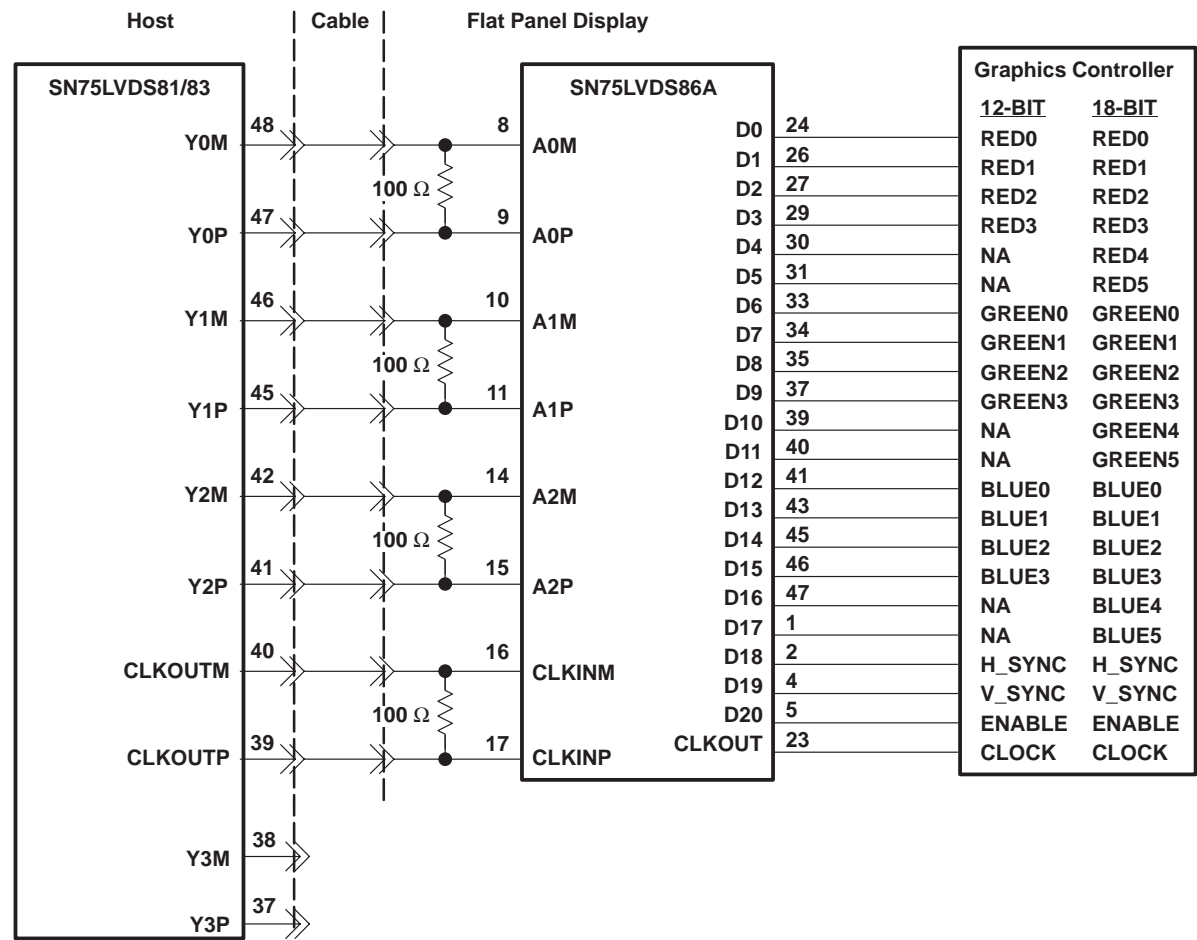 Host Cable Flat Panel Display
SN75LVDS81/83
Y0M 48
Y0P 47
Y1M 46
Y1P 45
Y2M 42
Y2P 41
CLKOUTM 40
CLKOUTP 39
Y3M 38
Y3P 37
100 Ω
100 Ω
100 Ω
100 Ω
SN75LVDS86A
8 A0M
9 A0P
10 A1M
11 A1P
14 A2M
15 A2P
16 CLKINM
17 CLKINP
D0 24
D1 26
D2 27
D3 29
D4 30
D5 31
D6 33
D7 34
D8 35
D9 37
D10 39
D11 40
D12 41
D13 43
D14 45
D15 46
D16 47
D17 1
D18 2
D19 4
D20 5
CLKOUT 23
Graphics Controller
12-BIT 18-BIT
RED0 RED0
RED1 RED1
RED2 RED2
RED3 RED3
NA RED4
NA RED5
GREEN0 GREEN0
GREEN1 GREEN1
GREEN2 GREEN2
GREEN3 GREEN3
NA GREEN4
NA GREEN5
BLUE0 BLUE0
BLUE1 BLUE1
BLUE2 BLUE2
BLUE3 BLUE3
NA BLUE4
NA BLUE5
H_SYNC H_SYNC
V_SYNC V_SYNC
ENABLE ENABLE
CLOCK CLOCK